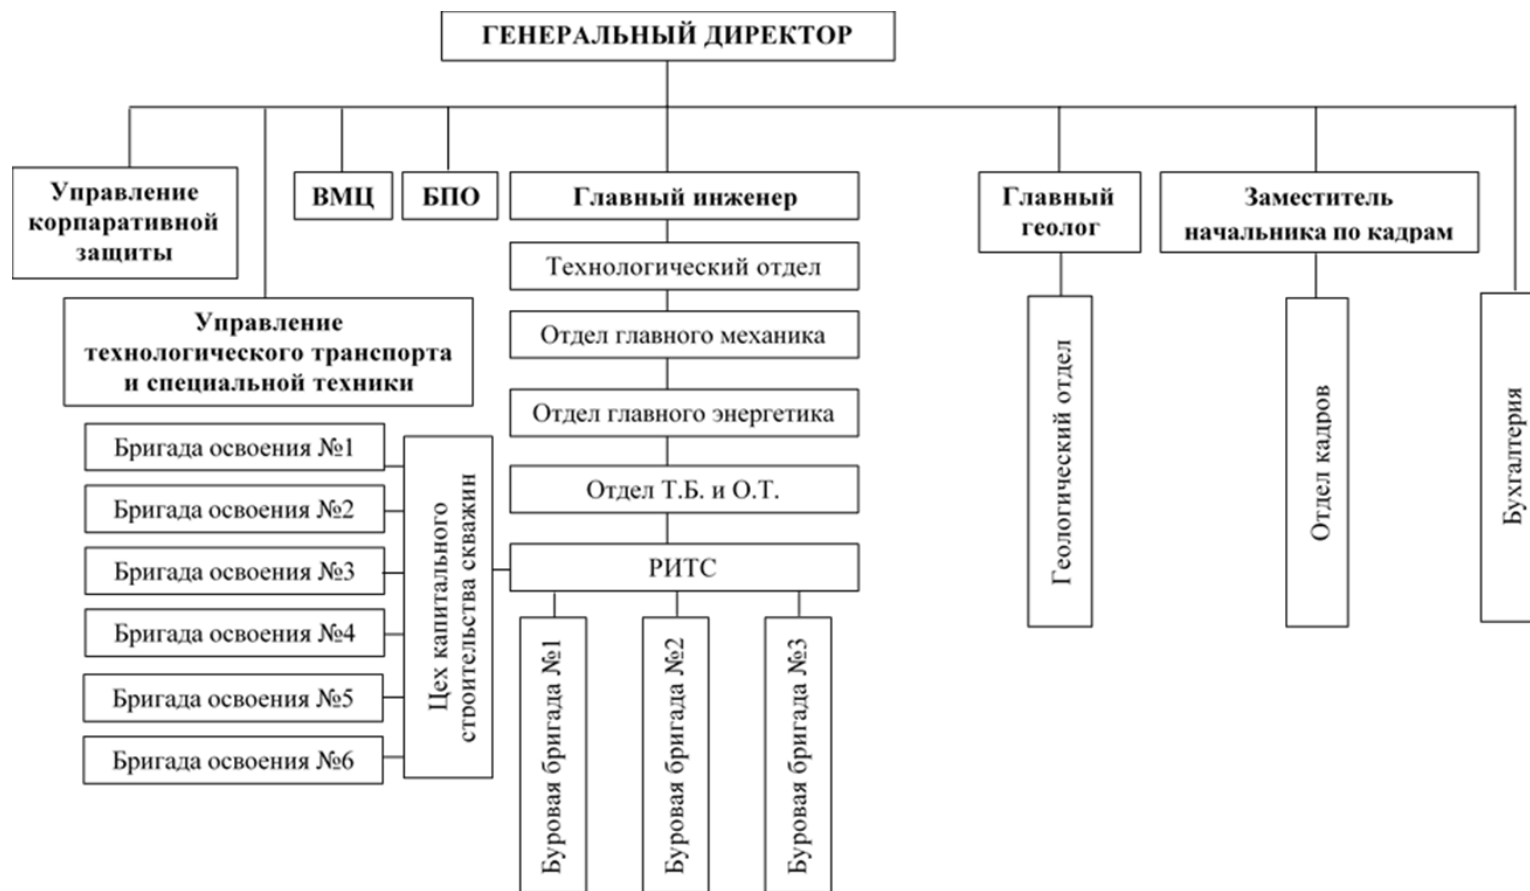 ГЕНЕРАЛЬНЫЙ ДИРЕКТОР
Управление
корпаративной
защиты
ВМЦ
БПО
Главный инженер
Главный
геолог
Заместитель
начальника по кадрам
Технологический отдел
Управление
технологического транспорта
и специальной техники
Отдел главного механика
Отдел главного энергетика
Отдел Т.Б. и О.Т.
РИТС
Бригада освоения №1
Бригада освоения №2
Бригада освоения №3
Бригада освоения №4
Бригада освоения №5
Бригада освоения №6
Цех капитального
строительства скважин
Буровая бригада №1
Буровая бригада №2
Буровая бригада №3
Геологический отдел
Отдел кадров
Бухгалтерия